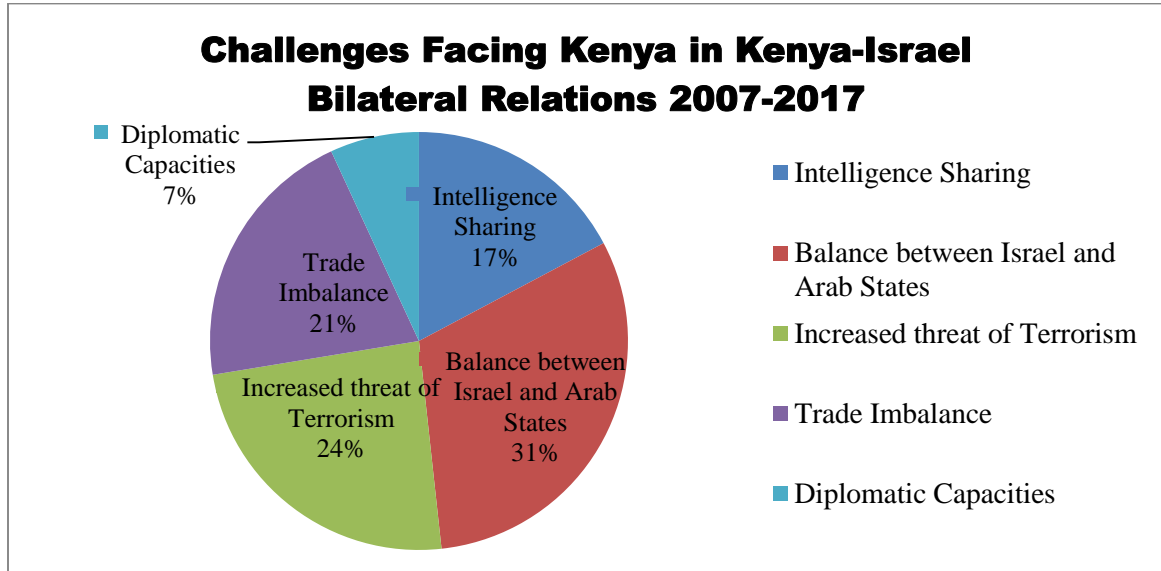 Challenges Facing Kenya in Kenya-Israel
Bilateral Relations 2007-2017
Diplomatic
Capacities
7%
Intelligence
Sharing
17%
Trade
Imbalance
21%
Balance between
Israel and Arab
States
31%
Increased threat of
Terrorism
24%
Intelligence Sharing
Balance between Israel and
Arab States
Increased threat of Terrorism
Trade Imbalance
Diplomatic Capacities